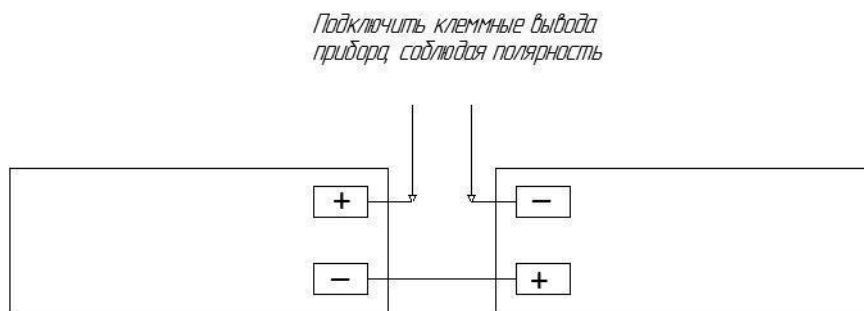 Подключить клеммные вывода
прибора, соблюдая полярность
+ −
− +